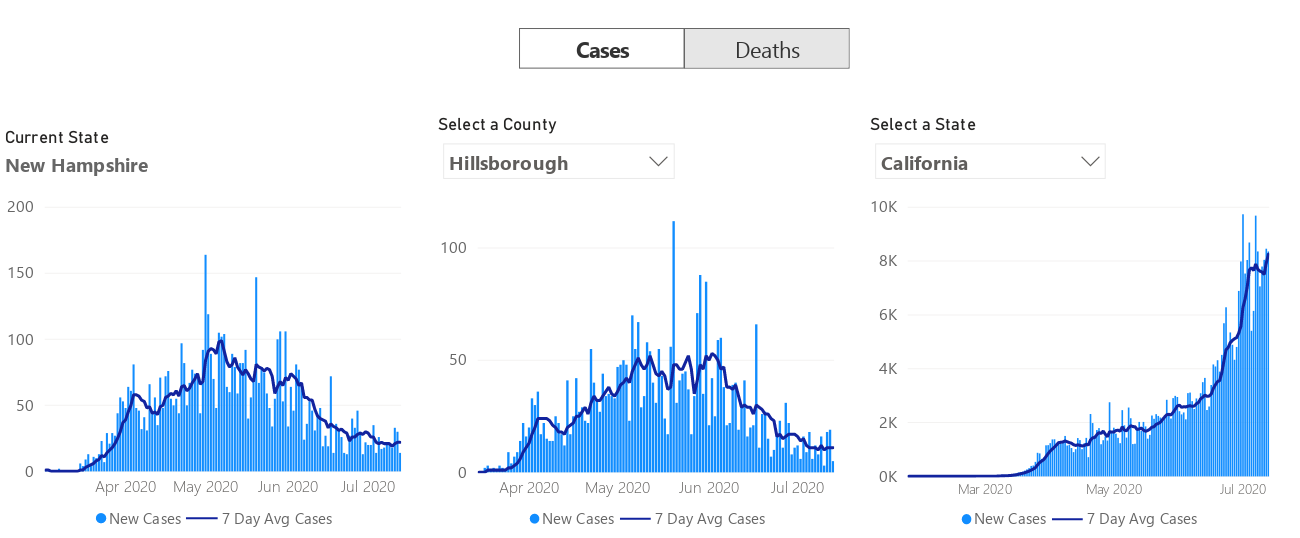 Cases Deaths
Current State
New Hampshire
200
150
100
50
0
Apr 2020 May 2020 Jun 2020 Jul 2020
New Cases 7 Day Avg Cases
Select a County
Hillsborough
100
50
0
Apr 2020 May 2020 Jun 2020 Jul 2020
New Cases 7 Day Avg Cases
Select a State
California
10K
8K
6K
4K
2K
0K
Mar 2020 May 2020 Jul 2020
New Cases 7 Day Avg Cases